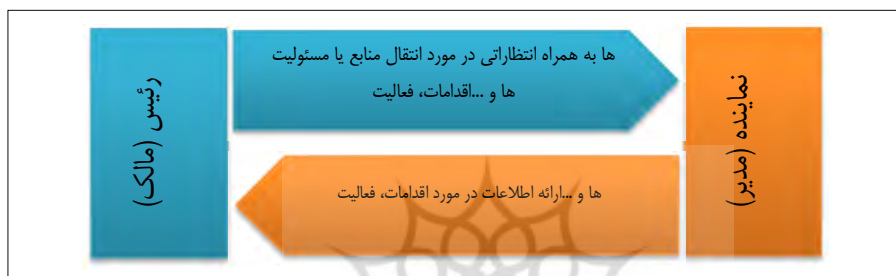 رئیس (مالک)
ها به همراه انتظاراتی در مورد انتقال منابع یا مسئولیت
ها و ...اقدامات، فعالیت
نماینده (مدیر)
ها و ...ارائه اطلاعات در مورد اقدامات، فعالیت